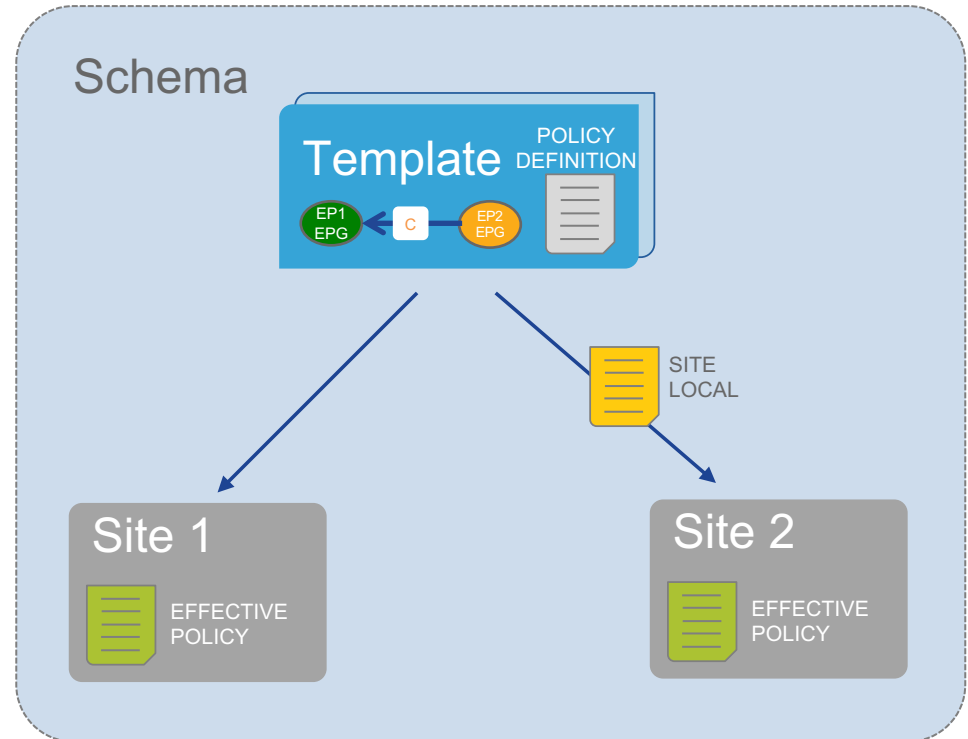 Schema
Template
POLICY
DEFINITION
EP1
EPG
C
EP2
EPG
SITE
LOCAL
Site 1
EFFECTIVE
POLICY
Site 2
EFFECTIVE
POLICY